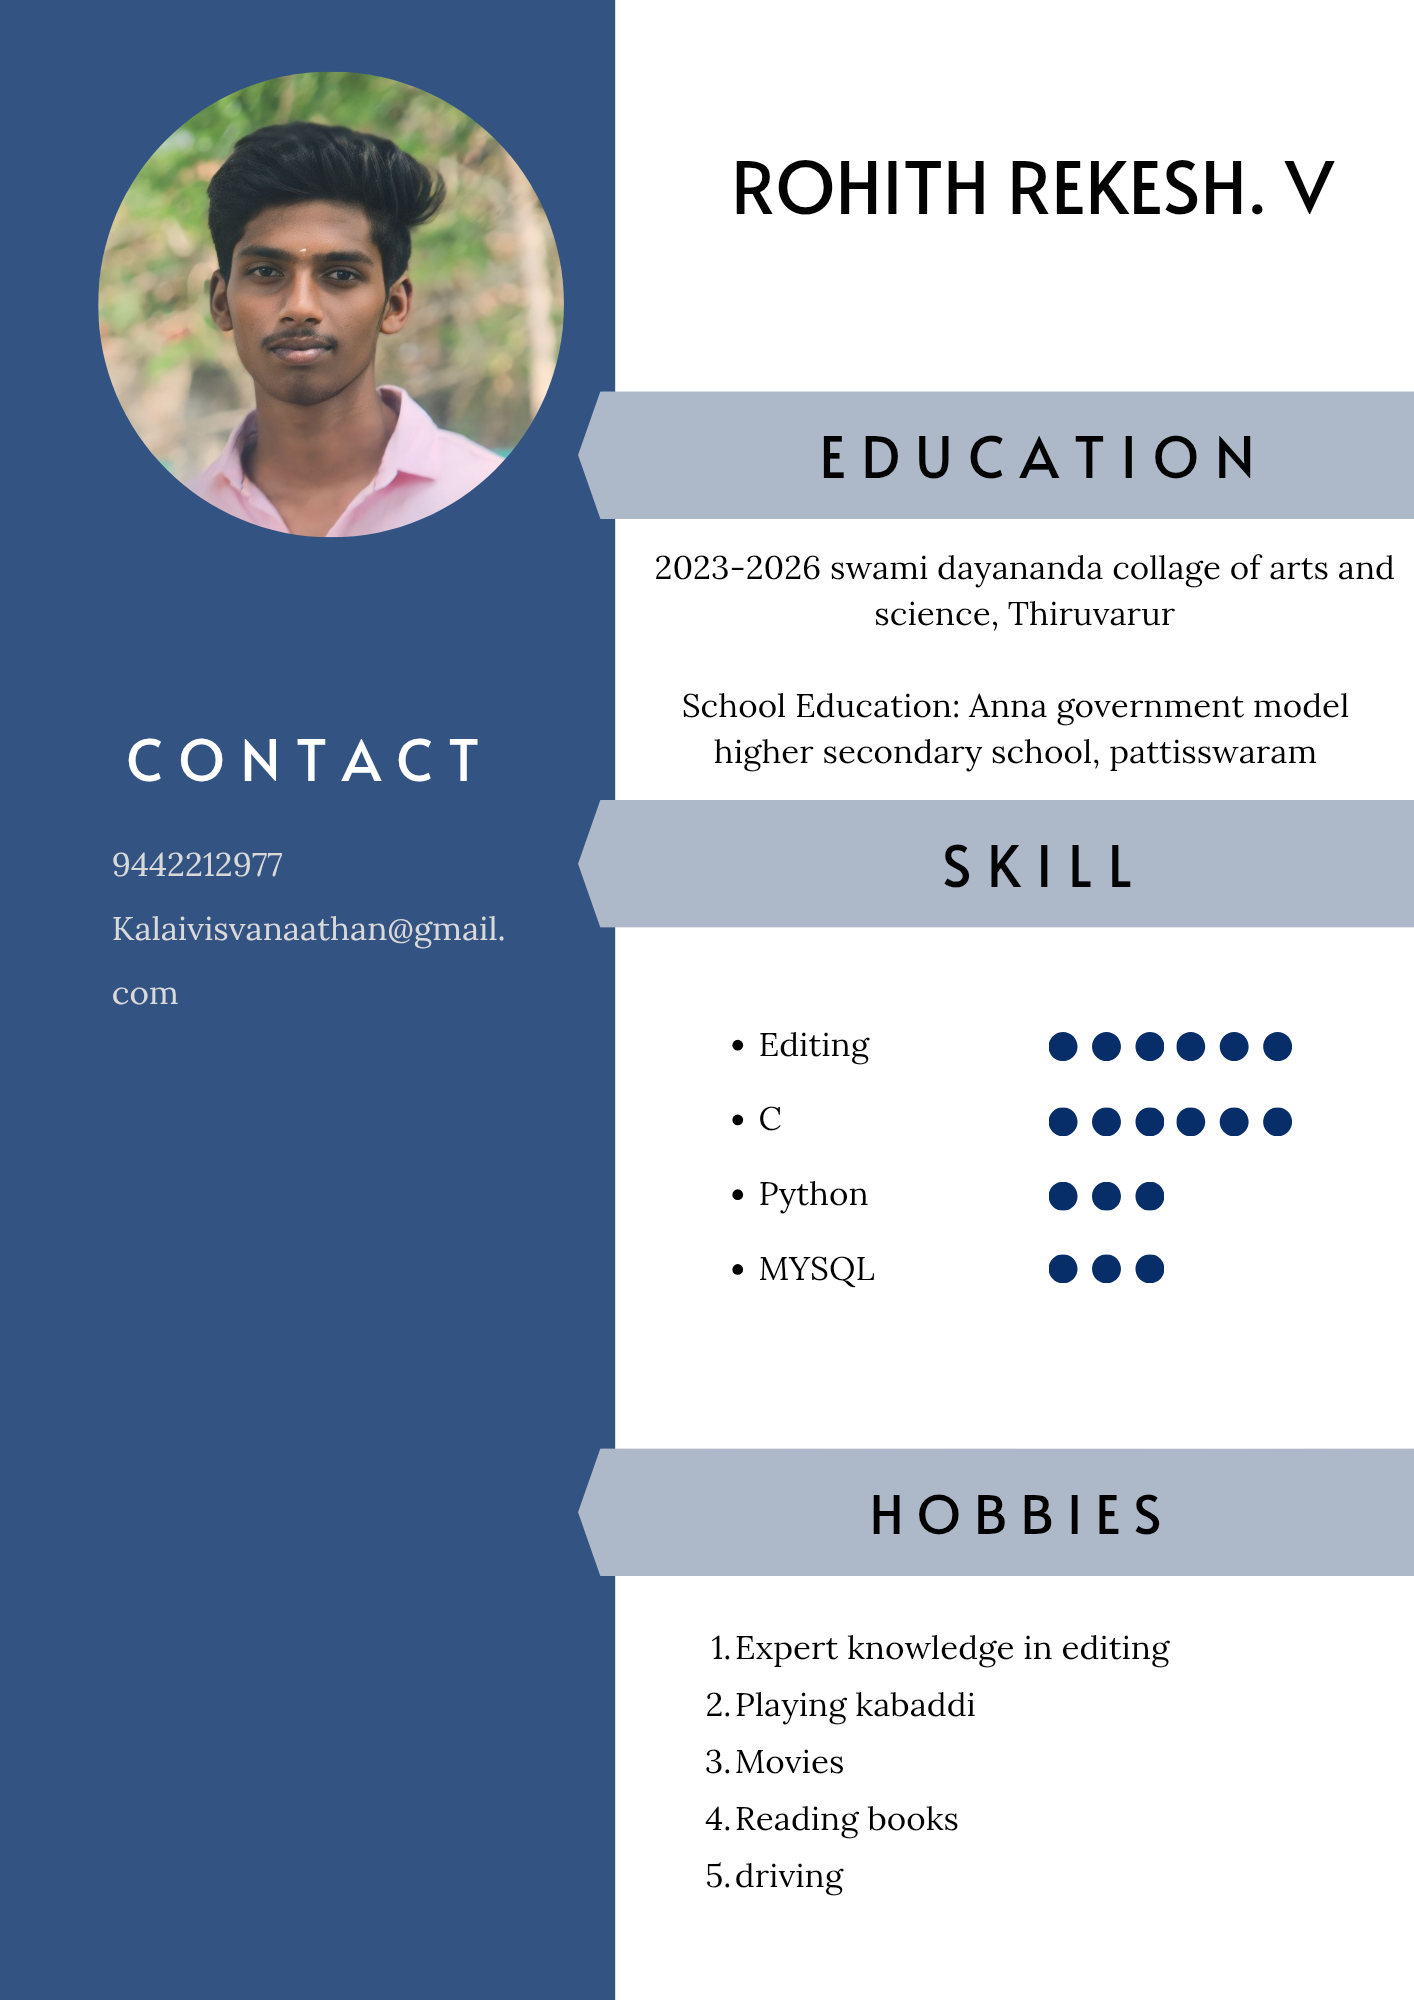 ROHITH REKESH. V
EDUCATION
2023-2026 swami dayananda collage of arts and
science, Thiruvarur
School Education: Anna government model
higher secondary school, pattisswaram
CONTACT
9442212977
Kalaivisvanaathan@gmail.
com
SKILL
• Editing
• C
• Python
• MYSQL
HOBBIES
1. Expert knowledge in editing
2. Playing kabaddi
3. Movies
4. Reading books
5. driving